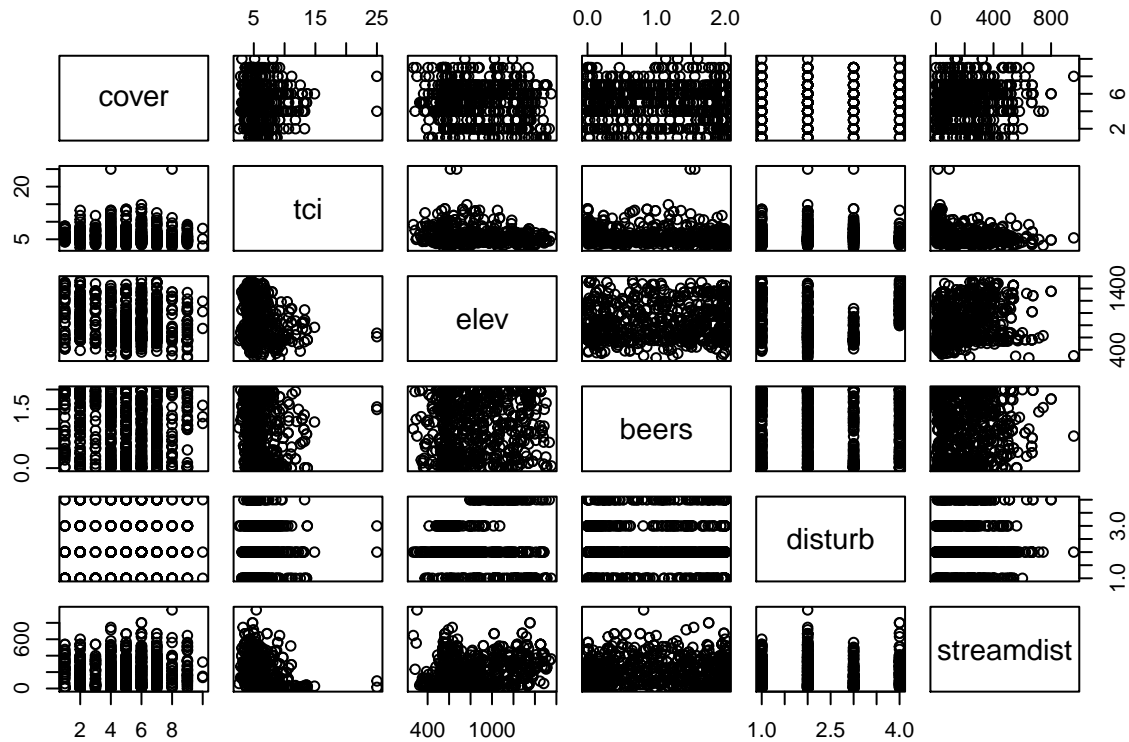 5 15 25 0.0 1.0 2.0 0 400 800
cover 2 6
5 20 tci
elev 400 1400
0.0 1.5 beers
disturb 1.0 3.0
0 600 streamdist
2 4 6 8 400 1000 1.0 2.5 4.0